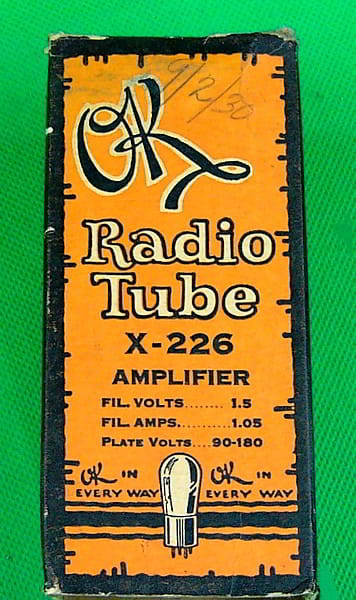 9/2/30
OK
Radio
Tube
X-226
AMPLIFIER
FIL. VOLTS........ 1.5
FIL. AMPS..........1.05
PLATE VOLTS....90-180
OK IN EVERY WAY
OK IN EVERY WAY